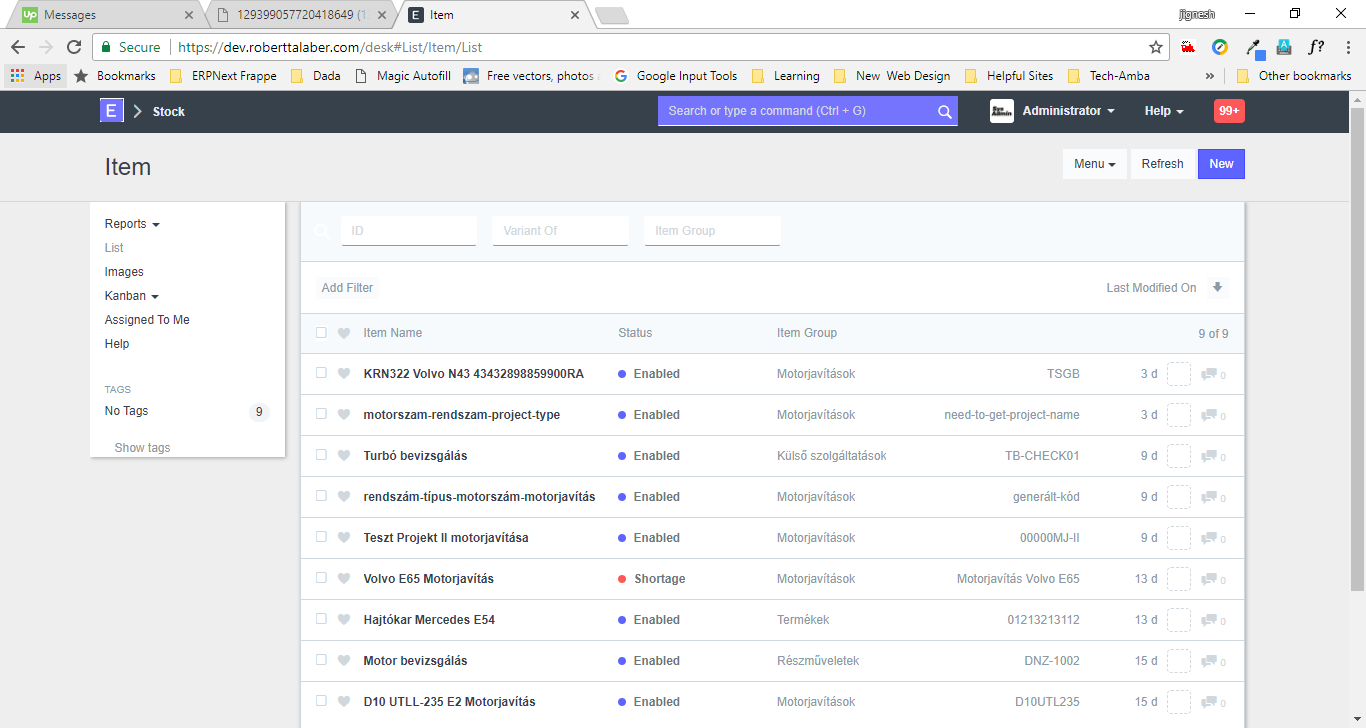 Up Messages
129399057720418649 (1
E Item
jignesh
Secure https://dev.roberttalaber.com/desk#List/Item/List
f?
Apps Bookmarks ERPNext Frappe Dada Magic Autofill Free vectors, photos Google Input Tools Learning New Web Design Helpful Sites Tech-Amba » Other bookmarks
E Stock Search or type a command (Ctrl + G) Administrator Help 99+
Item Menu Refresh New
Reports
List
Images
Kanban
Assigned To Me
Help
TAGS
No Tags 9
Show tags
ID Variant Of Item Group
Add Filter Last Modified On
Item Name Status Item Group 9 of 9
KRN322 Volvo N43 43432898859900RA Enabled Motorjavítások TSGB 3 d 0
motorszam-rendszam-project-type Enabled Motorjavítások need-to-get-project-name 3 d 0
Turbó bevizsgálás Enabled Külső szolgáltatások TB-CHECK01 9 d 0
rendszám-típus-motorszám-motorjavítás Enabled Motorjavítások generált-kód 9 d 0
Teszt Projekt II motorjavítása Enabled Motorjavítások 00000MJ-II 9 d 0
Volvo E65 Motorjavítás Shortage Motorjavítások Motorjavítás Volvo E65 13 d 0
Hajtókar Mercedes E54 Enabled Termékek 01213213112 13 d 0
Motor bevizsgálás Enabled Részműveletek DNZ-1002 15 d 0
D10 UTLL-235 E2 Motorjavítás Enabled Motorjavítások D10UTL235 15 d 0